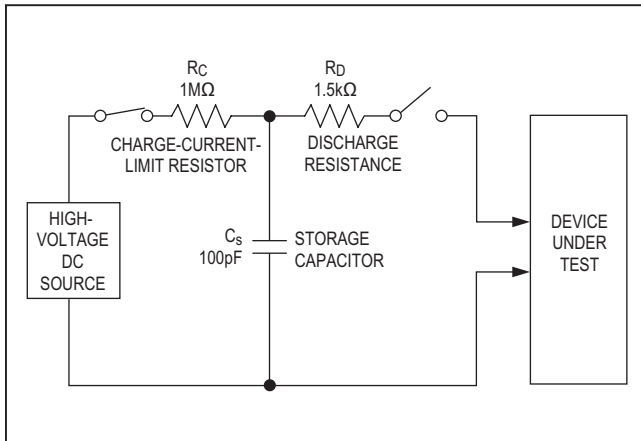 RC
1MΩ
CHARGE-CURRENT-
LIMIT RESISTOR
RD
1.5kΩ
DISCHARGE
RESISTANCE
HIGH-
VOLTAGE
DC
SOURCE
Cs
100pF
STORAGE
CAPACITOR
DEVICE
UNDER
TEST